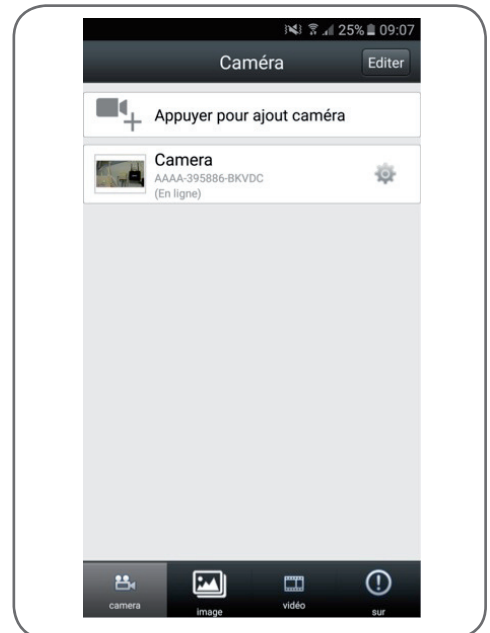 25% 09:07
Caméra
Editer
Appuyer pour ajout caméra
Camera
AAAA-395886-BKVDC
(En ligne)
camera
image
vidéo
sur